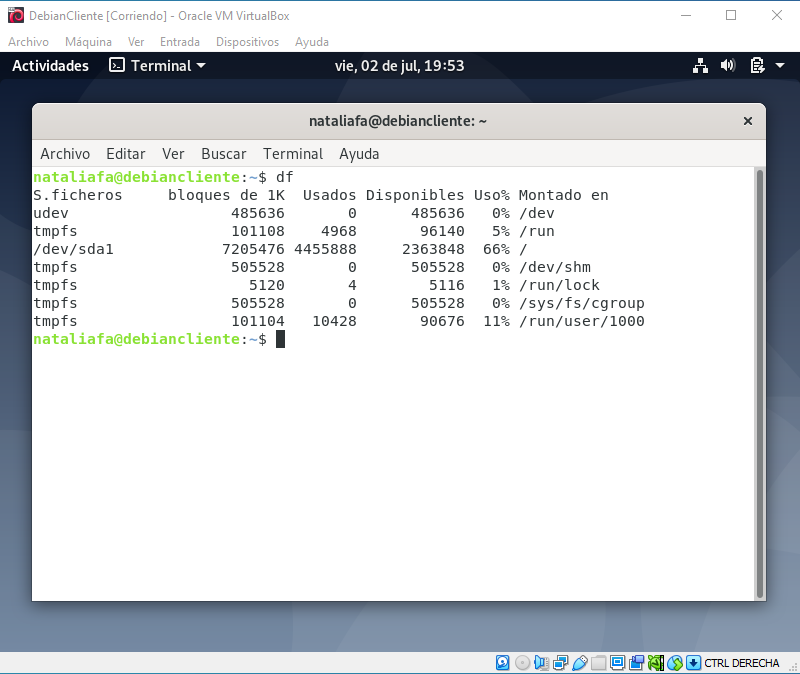 DebianCliente [Corriendo] - Oracle VM VirtualBox
Archivo Máquina Ver Entrada Dispositivos Ayuda
Actividades Terminal vie, 02 de jul, 19:53
nataliafa@debiancliente: ~
Archivo Editar Ver Buscar Terminal Ayuda
nataliafa@debiancliente:~$ df
S.ficheros     bloques de 1K  Usados Disponibles Uso% Montado en
udev                  485636       0      485636   0% /dev
tmpfs                 101108    4968       96140   5% /run
/dev/sda1            7205476 4455888     2363848  66% /
tmpfs                 505528       0      505528   0% /dev/shm
tmpfs                   5120       4        5116   1% /run/lock
tmpfs                 505528       0      505528   0% /sys/fs/cgroup
tmpfs                 101104   10428       90676  11% /run/user/1000
nataliafa@debiancliente:~$
CTRL DERECHA